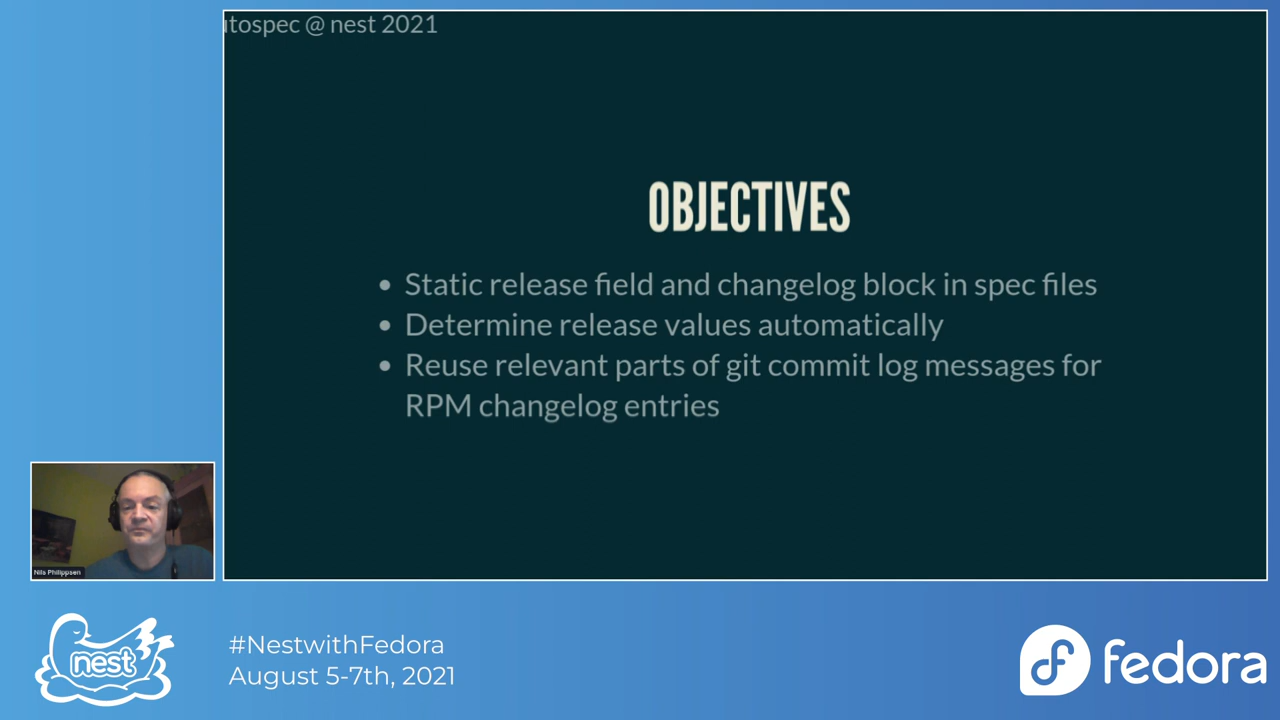 utospec @ nest 2021
OBJECTIVES
• Static release field and changelog block in spec files
• Determine release values automatically
• Reuse relevant parts of git commit log messages for
RPM changelog entries
Nils Philippsen
nest
#NestwithFedora
August 5-7th, 2021
fedora